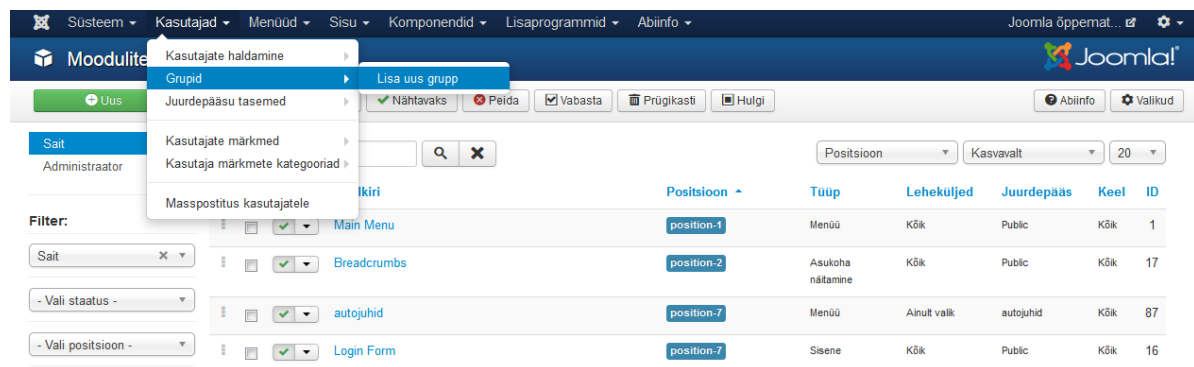 Süsteem Kasutajad Menüüd Sisu Komponendid Lisaprogrammid Abiinfo Joomla õppemat...
Moodulite Joomla!
Kasutajate haldamine
Grupid Lisa uus grupp
Uus Juurdepääsu tasemed Nähtavaks Peida Vabasta Prügikasti Hulgi Abiinfo Valikud
Sait Kasutajate märkmed Positsioon Kasvavalt 20
Administraator Kasutaja märkmete kategooriad
Masspostitus kasutajatele
lkiri Positsioon Tüüp Leheküljed Juurdepääs Keel ID
Filter:
Main Menu position-1 Menüü Kõik Public Kõik 1
Sait Breadcrumbs position-2 Asukoha näitamine Kõik Public Kõik 17
- Vali staatus - autojuhid position-7 Menüü Ainult valik autojuhid Kõik 87
- Vali positsioon - Login Form position-7 Sisene Kõik Public Kõik 16